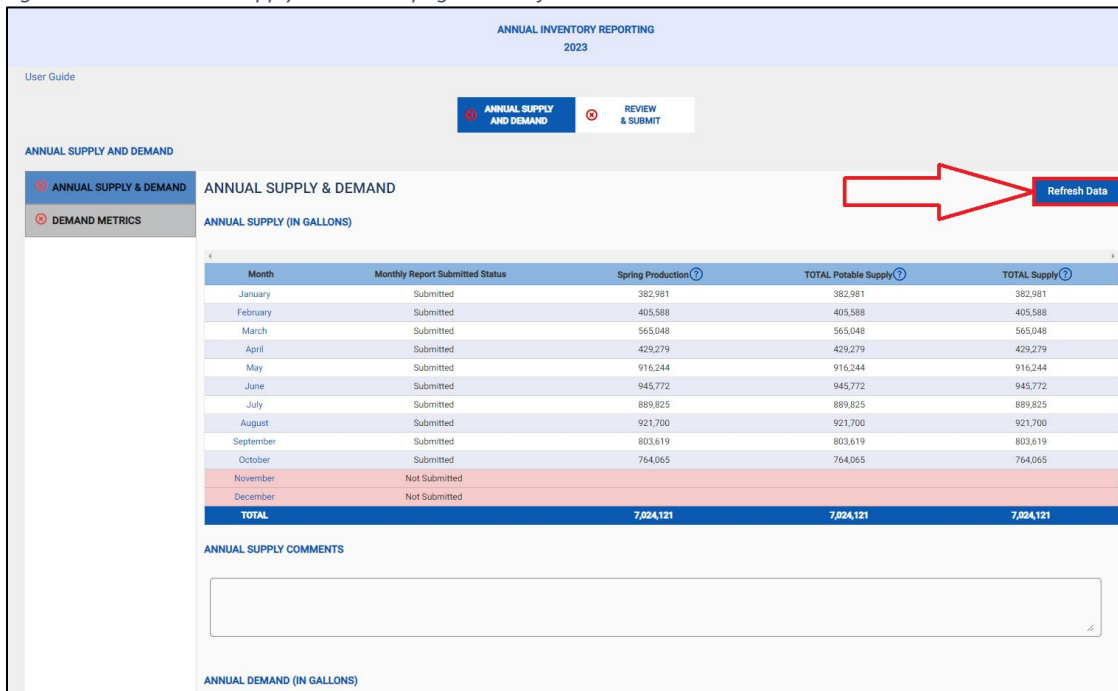 ANNUAL INVENTORY REPORTING
2023
User Guide
ANNUAL SUPPLY
AND DEMAND
REVIEW
& SUBMIT
ANNUAL SUPPLY AND DEMAND
ANNUAL SUPPLY & DEMAND
DEMAND METRICS
ANNUAL SUPPLY & DEMAND
Refresh Data
ANNUAL SUPPLY (IN GALLONS)
Month Monthly Report Submitted Status Spring Production ? TOTAL Potable Supply ? TOTAL Supply ?
January Submitted 382,981 382,981 382,981
February Submitted 405,588 405,588 405,588
March Submitted 565,048 565,048 565,048
April Submitted 429,279 429,279 429,279
May Submitted 916,244 916,244 916,244
June Submitted 945,772 945,772 945,772
July Submitted 889,825 889,825 889,825
August Submitted 921,700 921,700 921,700
September Submitted 803,619 803,619 803,619
October Submitted 764,065 764,065 764,065
November Not Submitted
December Not Submitted
TOTAL 7,024,121 7,024,121 7,024,121
ANNUAL SUPPLY COMMENTS
ANNUAL DEMAND (IN GALLONS)